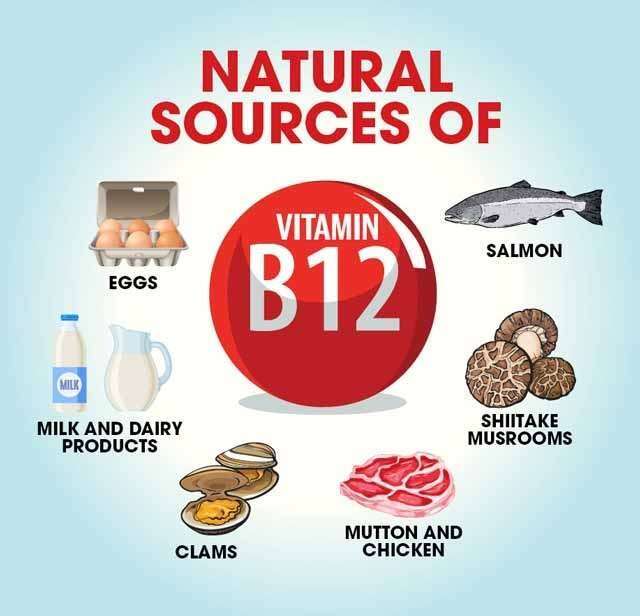 NATURAL
SOURCES OF
VITAMIN
B12
EGGS
SALMON
MILK
MILK AND DAIRY
PRODUCTS
SHIITAKE
MUSROOMS
CLAMS
MUTTON AND
CHICKEN